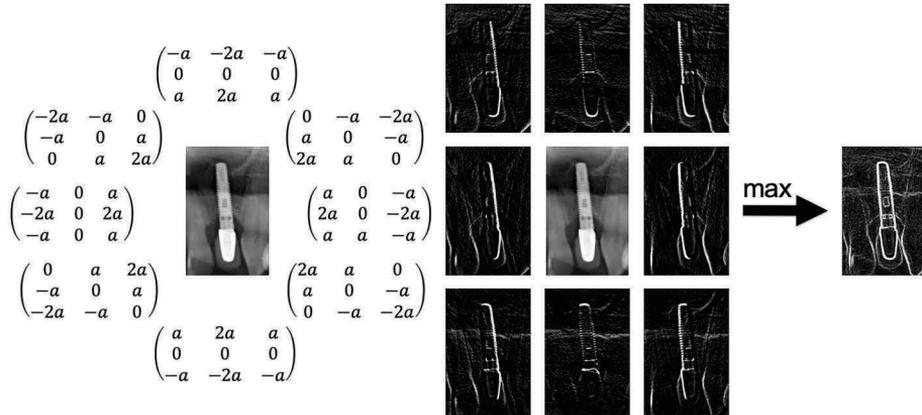 −a −2a −a
0 0 0
a 2a a
−2a −a 0
−a 0 a
0 a 2a
0 −a −2a
a 0 −a
2a a 0
−a 0 a
−2a 0 2a
−a 0 a
a 0 −a
2a 0 −2a
a a −a
0 a 2a
−a 0 a
−2a −a 0
2a a 0
a 0 −a
0 −a −2a
a 2a a
0 0 0
−a −2a −a
max